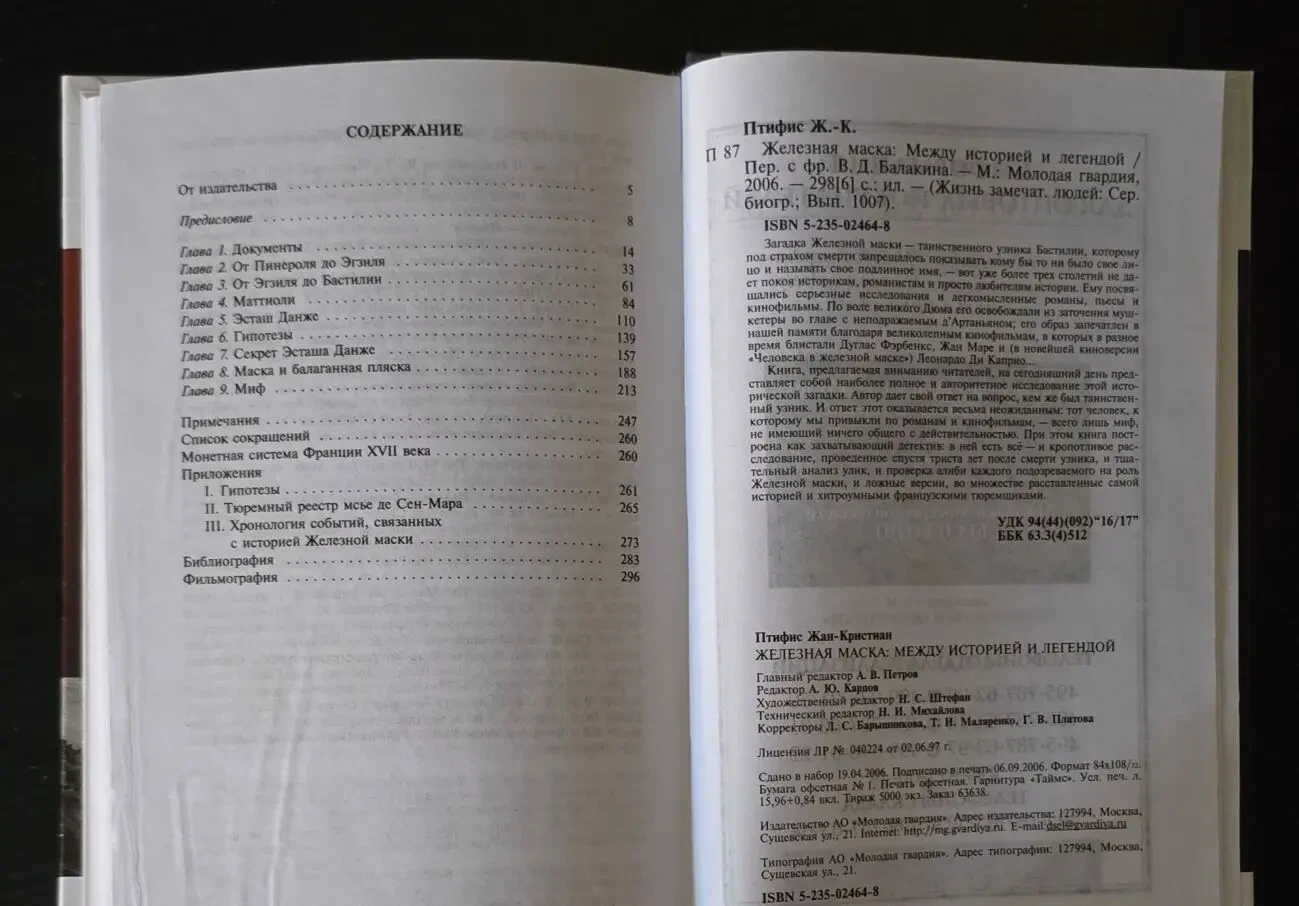 СОДЕРЖАНИЕ
От издательства . . . . . . . . . . . . . . . . . . . . . . . . . . . . . . 5
Предисловие . . . . . . . . . . . . . . . . . . . . . . . . . . . . . . 8
Глава 1. Документы . . . . . . . . . . . . . . . . . . . . . . . . . . 14
Глава 2. От Пинероля до Эгзиля . . . . . . . . . . . . . . . . . . . . 33
Глава 3. От Эгзиля до Бастилии . . . . . . . . . . . . . . . . . . . . 61
Глава 4. Маттиоли . . . . . . . . . . . . . . . . . . . . . . . . . . 84
Глава 5. Эсташ Данже . . . . . . . . . . . . . . . . . . . . . . . . 110
Глава 6. Гипотезы . . . . . . . . . . . . . . . . . . . . . . . . . . 139
Глава 7. Секрет Эсташа Данже . . . . . . . . . . . . . . . . . . . . 157
Глава 8. Маска и балаганная пляска . . . . . . . . . . . . . . . . . 188
Глава 9. Миф . . . . . . . . . . . . . . . . . . . . . . . . . . . . 213
Примечания . . . . . . . . . . . . . . . . . . . . . . . . . . . . . 247
Список сокращений . . . . . . . . . . . . . . . . . . . . . . . . . 260
Монетная система Франции XVII века . . . . . . . . . . . . . . . . 260
Приложения
I. Гипотезы . . . . . . . . . . . . . . . . . . . . . . . . . . . . . 261
II. Тюремный реестр мсье де Сен-Мара . . . . . . . . . . . . . . . 265
III. Хронология событий, связанных
с историей Железной маски . . . . . . . . . . . . . . . . . . . . . 273
Библиография . . . . . . . . . . . . . . . . . . . . . . . . . . . . 283
Фильмография . . . . . . . . . . . . . . . . . . . . . . . . . . . . 296
Птифис Ж.-К.
П 87 Железная маска: Между историей и легендой /
Пер. с фр. В. Д. Балакина. — М.: Молодая гвардия,
2006. — 298[6] с.: ил. — (Жизнь замечат. людей: Сер.
биогр.; Вып. 1007).
ISBN 5-235-02464-8
Загадка Железной маски — таинственного узника Бастилии, которому
под страхом смерти запрещалось показывать кому бы то ни было свое ли-
цо и называть свое подлинное имя, — вот уже более трех столетий не да-
ет покоя историкам, романистам и просто любителям истории. Ему посвя-
щались серьезные исследования и легкомысленные романы, пьесы и
кинофильмы. По воле великого Дюма его освобождали из заточения муш-
кетеры во главе с неподражаемым д'Артаньяном; его образ запечатлен в
нашей памяти благодаря великолепным кинофильмам, в которых в разное
время блистали Дуглас Фэрбенкс, Жан Маре и (в новейшей киноверсии
«Человека в железной маске») Леонардо Ди Каприо...
Книга, предлагаемая вниманию читателей, на сегодняшний день пред-
ставляет собой наиболее полное и авторитетное исследование этой исто-
рической загадки. Автор дает свой ответ на вопрос, кем же был таинствен-
ный узник. И ответ этот оказывается весьма неожиданным: тот человек, к
которому мы привыкли по романам и кинофильмам, — всего лишь миф,
не имеющий ничего общего с действительностью. При этом книга пост-
роена как захватывающий детектив: в ней есть всё — и кропотливое рас-
следование, проведенное спустя триста лет после смерти узника, и тща-
тельный анализ улик, и проверка алиби каждого подозреваемого на роль
Железной маски, и ложные версии, во множестве расставленные самой
историей и хитроумными французскими тюремщиками.
УДК 94(44)(092)“16/17”
ББК 63.3(4)512
Птифис Жан-Кристиан
ЖЕЛЕЗНАЯ МАСКА: МЕЖДУ ИСТОРИЕЙ И ЛЕГЕНДОЙ
Главный редактор А. В. Петров
Редактор А. Ю. Карпов
Художественный редактор Н. С. Штефан
Технический редактор Н. И. Михайлова
Корректоры Л. С. Барышникова, Т. И. Маляренко, Г. В. Платова
Лицензия ЛР № 040224 от 02.06.97 г.
Сдано в набор 19.04.2006. Подписано в печать 06.09.2006. Формат 84х108/32.
Бумага офсетная № 1. Печать офсетная. Гарнитура «Таймс». Усл. печ. л.
15,96+0,84 вкл. Тираж 5000 экз. Заказ 63638.
Издательство АО «Молодая гвардия». Адрес издательства: 127994, Москва,
Сущевская ул., 21. Internet: http://mg.gvardiya.ru. E-mail:dsel@gvardiya.ru
Типография АО «Молодая гвардия». Адрес типографии: 127994, Москва,
Сущевская ул., 21.
ISBN 5-235-02464-8